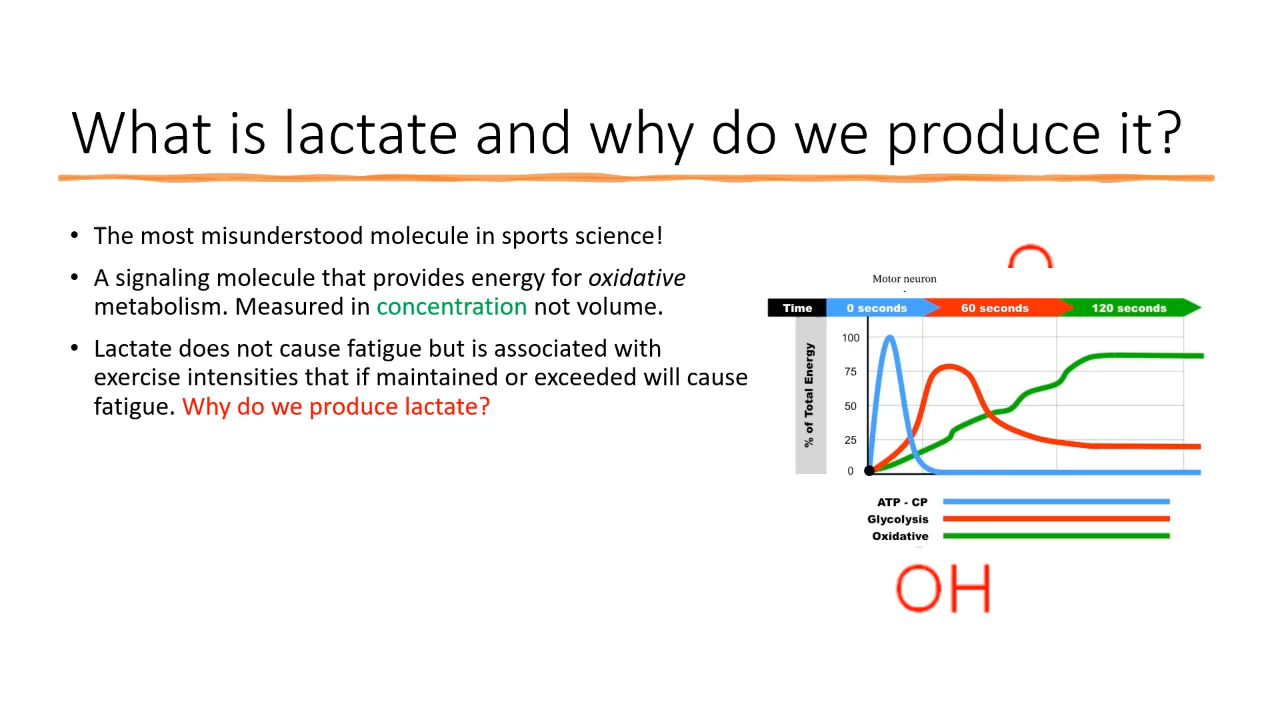 What is lactate and why do we produce it?
• The most misunderstood molecule in sports science!
• A signaling molecule that provides energy for oxidative
metabolism. Measured in concentration not volume.
• Lactate does not cause fatigue but is associated with
exercise intensities that if maintained or exceeded will cause
fatigue. Why do we produce lactate?
Motor neuron
Time 0 seconds 60 seconds 120 seconds
% of Total Energy
100
75
50
25
0
ATP - CP
Glycolysis
Oxidative
OH